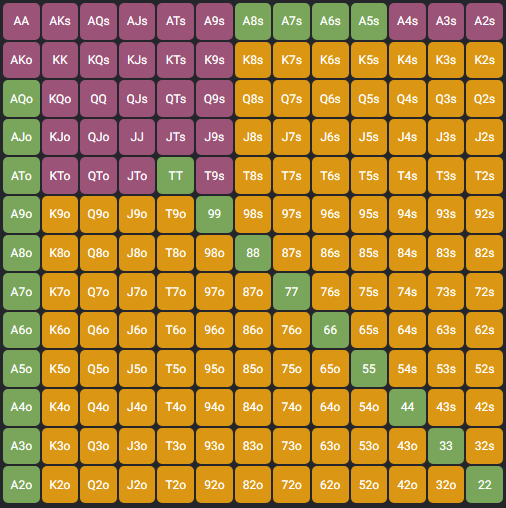 AA AKs AQs AJs ATs A9s A8s A7s A6s A5s A4s A3s A2s
AKo KK KQs KJs KTs K9s K8s K7s K6s K5s K4s K3s K2s
AQo KQo QQ QJs QTs Q9s Q8s Q7s Q6s Q5s Q4s Q3s Q2s
AJo KJo QJo JJ JTs J9s J8s J7s J6s J5s J4s J3s J2s
ATo KTo QTo JTo TT T9s T8s T7s T6s T5s T4s T3s T2s
A9o K9o Q9o J9o T9o 99 98s 97s 96s 95s 94s 93s 92s
A8o K8o Q8o J8o T8o 98o 88 87s 86s 85s 84s 83s 82s
A7o K7o Q7o J7o T7o 97o 87o 77 76s 75s 74s 73s 72s
A6o K6o Q6o J6o T6o 96o 86o 76o 66 65s 64s 63s 62s
A5o K5o Q5o J5o T5o 95o 85o 75o 65o 55 54s 53s 52s
A4o K4o Q4o J4o T4o 94o 84o 74o 64o 54o 44 43s 42s
A3o K3o Q3o J3o T3o 93o 83o 73o 63o 53o 43o 33 32s
A2o K2o Q2o J2o T2o 92o 82o 72o 62o 52o 42o 32o 22